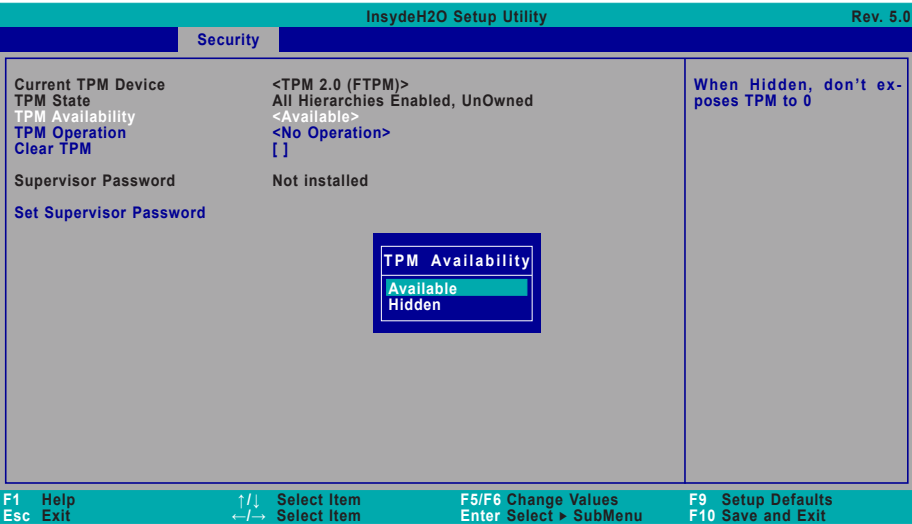 InsydeH2O Setup Utility Rev. 5.0
Security
Current TPM Device <TPM 2.0 (FTPM)>
TPM State All Hierarchies Enabled, UnOwned
TPM Availability <Available>
TPM Operation <No Operation>
Clear TPM [ ]
Supervisor Password Not installed
Set Supervisor Password
When Hidden, don't ex-
poses TPM to 0
TPM Availability
Available
Hidden
F1 Help ↑/↓ Select Item F5/F6 Change Values F9 Setup Defaults
Esc Exit ←/→ Select Item Enter Select ▶ SubMenu F10 Save and Exit